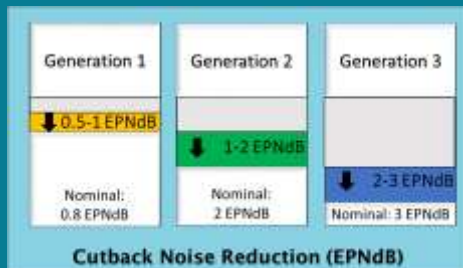 Generation 1
Generation 2
Generation 3
0.5-1 EPNdB
1-2 EPNdB
2-3 EPNdB
Nominal:
0.8 EPNdB
Nominal:
2 EPNdB
Nominal: 3 EPNdB
Cutback Noise Reduction (EPNdB)